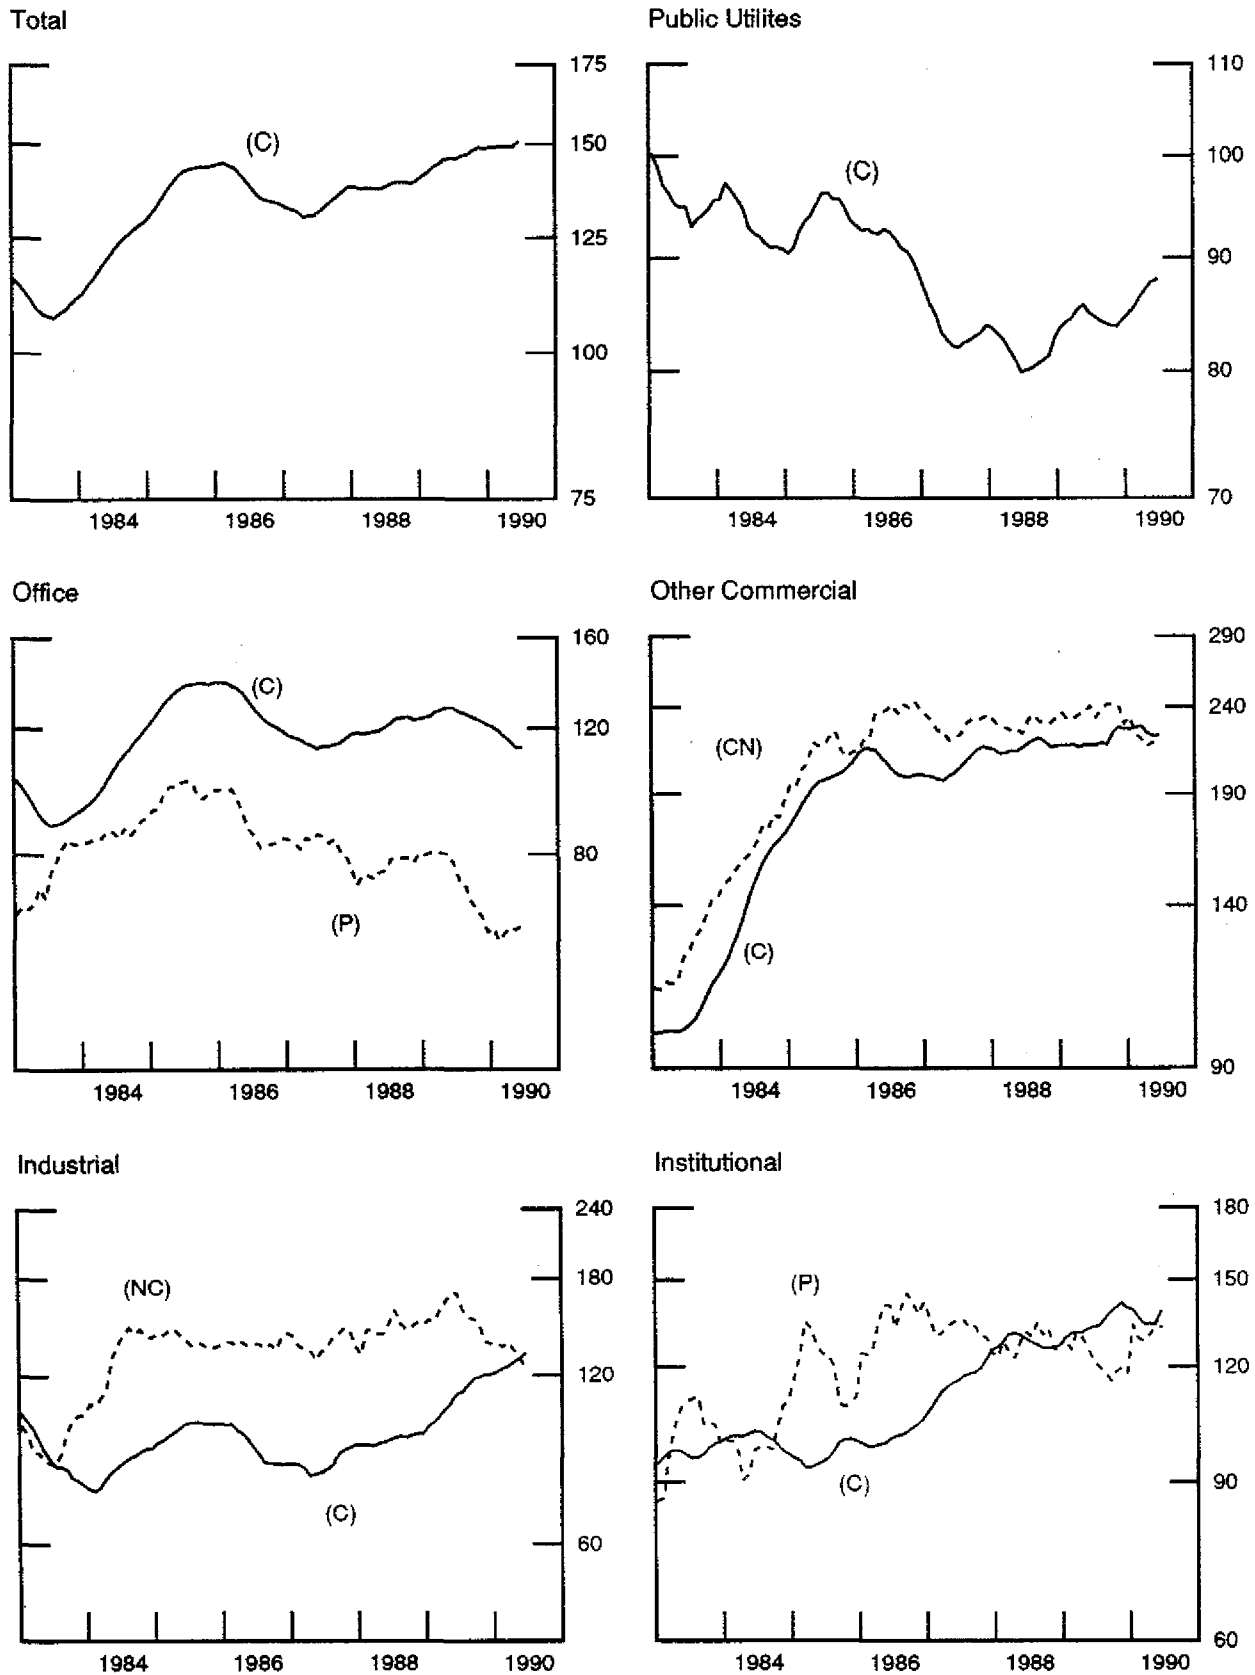 Total
175
(C)
150
125
100
75
1984 1986 1988 1990
Public Utilites
110
100
(C)
90
80
70
1984 1986 1988 1990
Office
160
(C)
120
80
(P)
1984 1986 1988 1990
Other Commercial
290
240
(CN)
190
140
(C)
90
1984 1986 1988 1990
Industrial
240
180
(NC)
120
(C)
60
1984 1986 1988 1990
Institutional
180
(P)
150
120
(C)
90
60
1984 1986 1988 1990